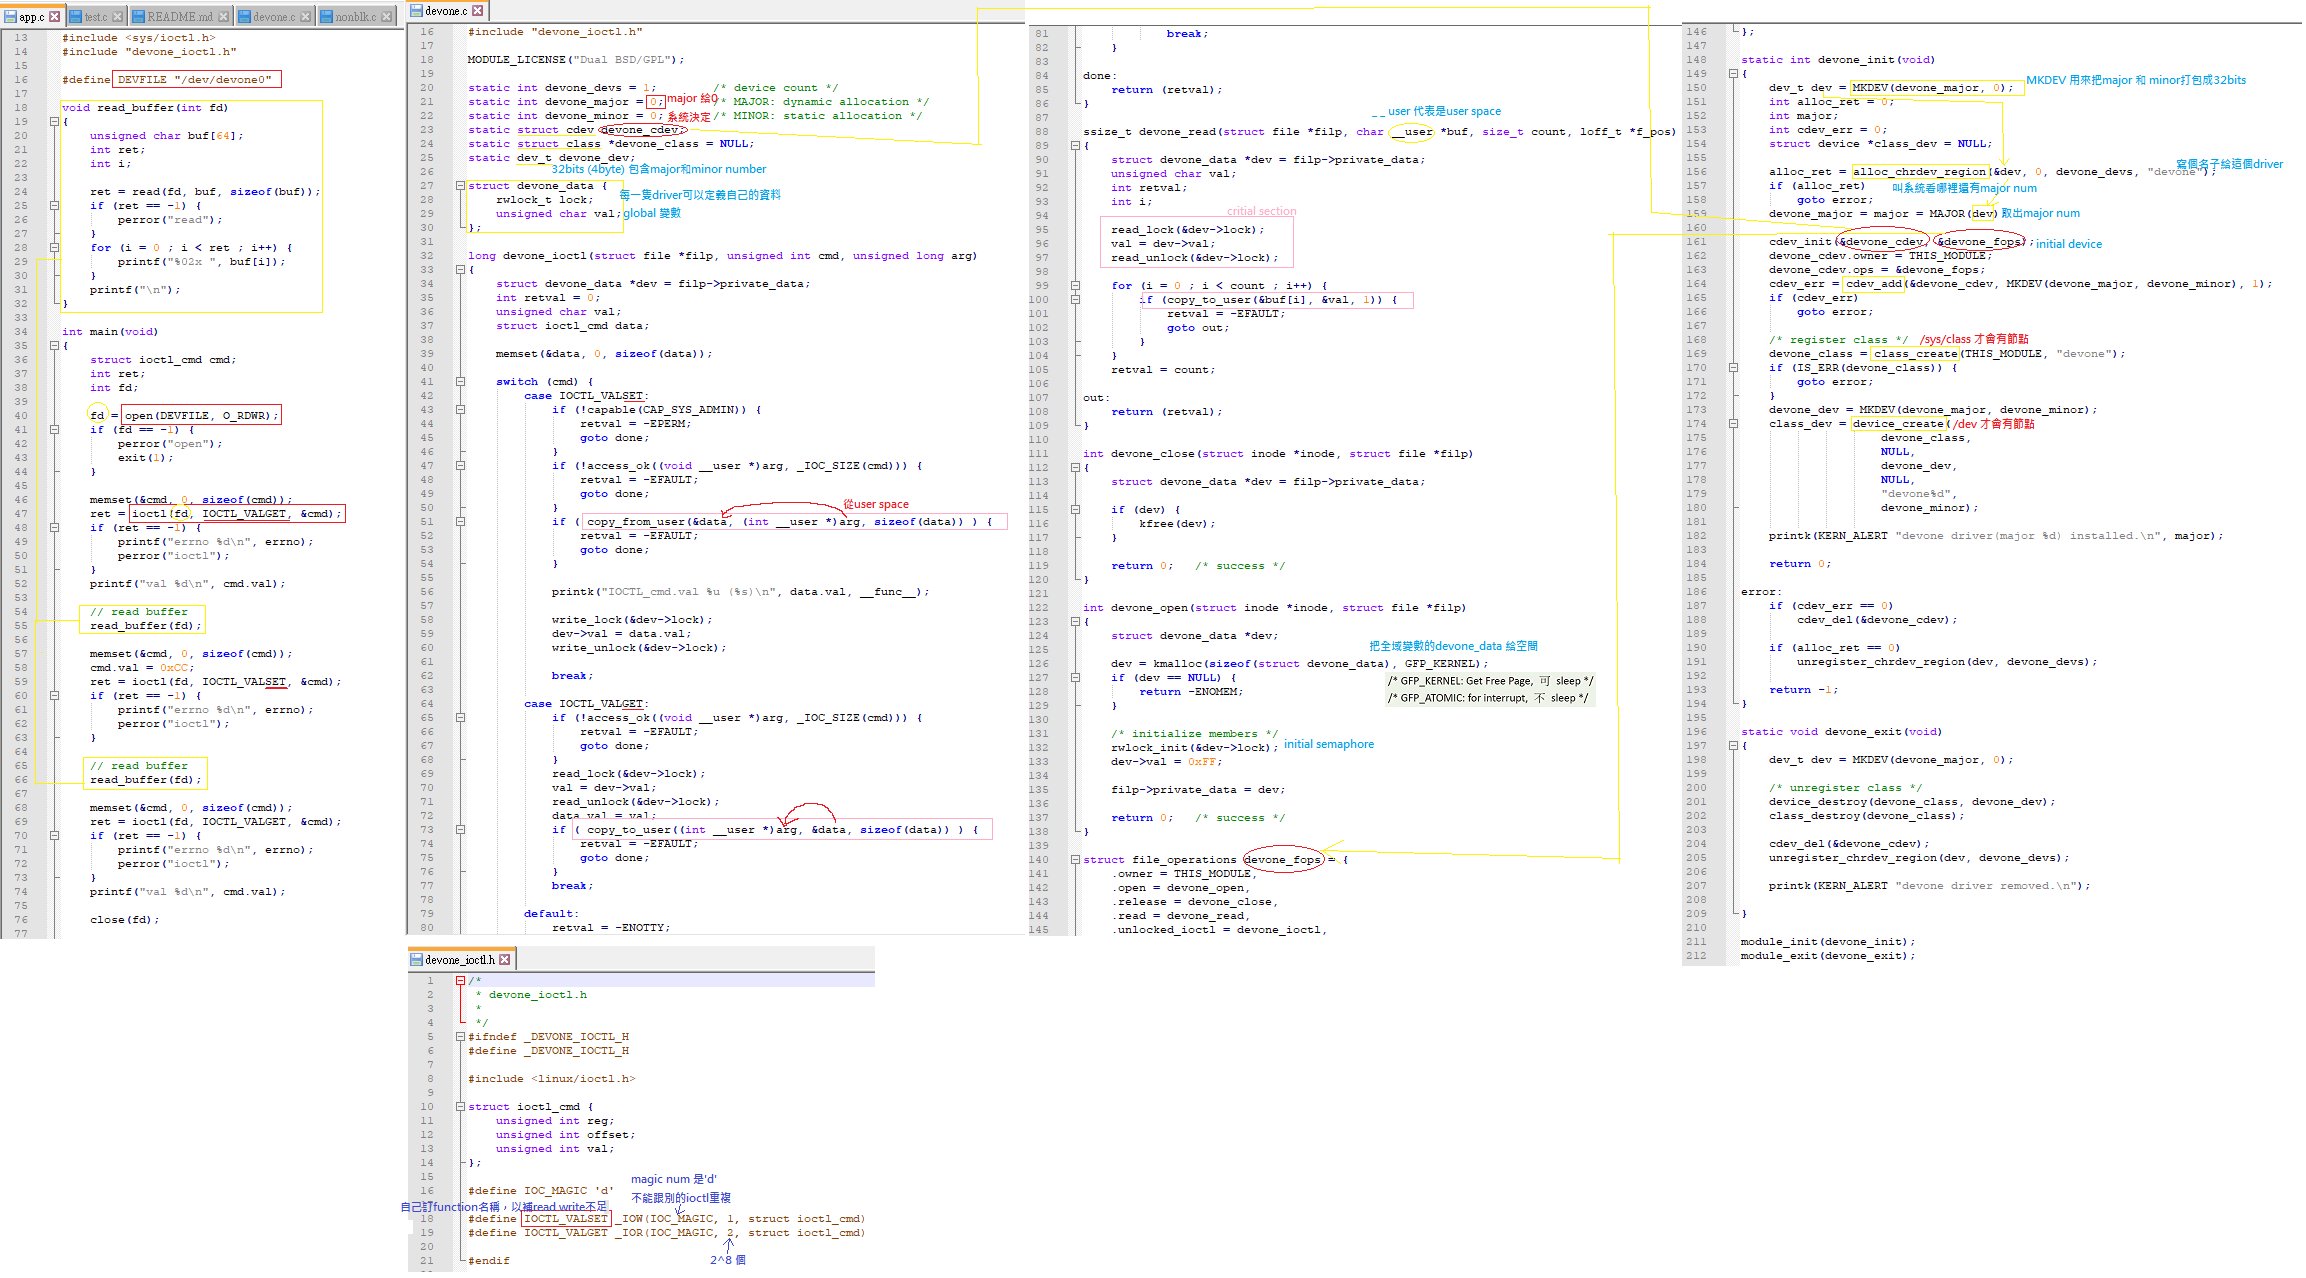 app.c
test.c
README.md
devone.c
nonblk.c
13 #include <sys/ioctl.h>
14 #include "devone_ioctl.h"
15
16 #define DEVFILE "/dev/devone0"
17
18 void read_buffer(int fd)
19 {
20 unsigned char buf[64];
21 int ret;
22 int i;
23
24 ret = read(fd, buf, sizeof(buf));
25 if (ret == -1) {
26 perror("read");
27 }
28 for (i = 0 ; i < ret ; i++) {
29 printf("%02x ", buf[i]);
30 }
31 printf("\n");
32 }
33
34 int main(void)
35 {
36 struct ioctl_cmd cmd;
37 int ret;
38 int fd;
39
40 fd = open(DEVFILE, O_RDWR);
41 if (fd == -1) {
42 perror("open");
43 exit(1);
44 }
45
46 memset(&cmd, 0, sizeof(cmd));
47 ret = ioctl(fd, IOCTL_VALGET, &cmd);
48 if (ret == -1) {
49 printf("errno %d\n", errno);
50 perror("ioctl");
51 }
52 printf("val %d\n", cmd.val);
53
54 // read buffer
55 read_buffer(fd);
56
57 memset(&cmd, 0, sizeof(cmd));
58 cmd.val = 0xCC;
59 ret = ioctl(fd, IOCTL_VALSET, &cmd);
60 if (ret == -1) {
61 printf("errno %d\n", errno);
62 perror("ioctl");
63 }
64
65 // read buffer
66 read_buffer(fd);
67
68 memset(&cmd, 0, sizeof(cmd));
69 ret = ioctl(fd, IOCTL_VALGET, &cmd);
70 if (ret == -1) {
71 printf("errno %d\n", errno);
72 perror("ioctl");
73 }
74 printf("val %d\n", cmd.val);
75
76 close(fd);
77
devone.c
16 #include "devone_ioctl.h"
17
18 MODULE_LICENSE("Dual BSD/GPL");
19
20 static int devone_devs = 1; /* device count */
21 static int devone_major = 0; major 給0 /* MAJOR: dynamic allocation */
22 static int devone_minor = 0; 系統決定 /* MINOR: static allocation */
23 static struct cdev devone_cdev;
24 static struct class *devone_class = NULL;
25 static dev_t devone_dev;
26 32bits (4byte) 包含major和minor number
27 struct devone_data {
28 rwlock_t lock; 每一隻driver可以定義自己的資料
29 unsigned char val; global 變數
30 };
31
32 long devone_ioctl(struct file *filp, unsigned int cmd, unsigned long arg)
33 {
34 struct devone_data *dev = filp->private_data;
35 int retval = 0;
36 unsigned char val;
37 struct ioctl_cmd data;
38
39 memset(&data, 0, sizeof(data));
40
41 switch (cmd) {
42 case IOCTL_VALSET:
43 if (!capable(CAP_SYS_ADMIN)) {
44 retval = -EPERM;
45 goto done;
46 }
47 if (!access_ok((void __user *)arg, _IOC_SIZE(cmd))) {
48 retval = -EFAULT;
49 goto done;
50 } 從user space
51 if ( copy_from_user(&data, (int __user *)arg, sizeof(data)) ) {
52 retval = -EFAULT;
53 goto done;
54 }
55
56 printk("IOCTL_cmd.val %u (%s)\n", data.val, __func__);
57
58 write_lock(&dev->lock);
59 dev->val = data.val;
60 write_unlock(&dev->lock);
61
62 break;
63
64 case IOCTL_VALGET:
65 if (!access_ok((void __user *)arg, _IOC_SIZE(cmd))) {
66 retval = -EFAULT;
67 goto done;
68 }
69 read_lock(&dev->lock);
70 val = dev->val;
71 read_unlock(&dev->lock);
72 data.val = val;
73 if ( copy_to_user((int __user *)arg, &data, sizeof(data)) ) {
74 retval = -EFAULT;
75 goto done;
76 }
77 break;
78
79 default:
80 retval = -ENOTTY;
81 break;
82 }
83
84 done:
85 return (retval);
86 }
87 __user 代表是user space
88 ssize_t devone_read(struct file *filp, char __user *buf, size_t count, loff_t *f_pos)
89 {
90 struct devone_data *dev = filp->private_data;
91 unsigned char val;
92 int retval;
93 int i;
94 critial section
95 read_lock(&dev->lock);
96 val = dev->val;
97 read_unlock(&dev->lock);
98
99 for (i = 0 ; i < count ; i++) {
100 if (copy_to_user(&buf[i], &val, 1)) {
101 retval = -EFAULT;
102 goto out;
103 }
104 }
105 retval = count;
106
107 out:
108 return (retval);
109 }
110
111 int devone_close(struct inode *inode, struct file *filp)
112 {
113 struct devone_data *dev = filp->private_data;
114
115 if (dev) {
116 kfree(dev);
117 }
118
119 return 0; /* success */
120 }
121
122 int devone_open(struct inode *inode, struct file *filp)
123 {
124 struct devone_data *dev;
125 把全域變數的devone_data 給空間
126 dev = kmalloc(sizeof(struct devone_data), GFP_KERNEL);
127 if (dev == NULL) { /* GFP_KERNEL: Get Free Page, 可 sleep */
128 return -ENOMEM; /* GFP_ATOMIC: for interrupt, 不 sleep */
129 }
130
131 /* initialize members */
132 rwlock_init(&dev->lock); initial semaphore
133 dev->val = 0xFF;
134
135 filp->private_data = dev;
136
137 return 0; /* success */
138 }
139
140 struct file_operations devone_fops = {
141 .owner = THIS_MODULE,
142 .open = devone_open,
143 .release = devone_close,
144 .read = devone_read,
145 .unlocked_ioctl = devone_ioctl,
146 };
147
148 static int devone_init(void)
149 { MKDEV 用來把major 和 minor打包成32bits
150 dev_t dev = MKDEV(devone_major, 0);
151 int alloc_ret = 0;
152 int major;
153 int cdev_err = 0;
154 struct device *class_dev = NULL;
155 寫個名子給這個driver
156 alloc_ret = alloc_chrdev_region(&dev, 0, devone_devs, "devone");
157 if (alloc_ret) 叫系統看哪裡還有major num
158 goto error;
159 devone_major = major = MAJOR(dev) 取出major num
160
161 cdev_init(&devone_cdev, &devone_fops); initial device
162 devone_cdev.owner = THIS_MODULE;
163 devone_cdev.ops = &devone_fops;
164 cdev_err = cdev_add(&devone_cdev, MKDEV(devone_major, devone_minor), 1);
165 if (cdev_err)
166 goto error;
167
168 /* register class */ /sys/class 才會有節點
169 devone_class = class_create(THIS_MODULE, "devone");
170 if (IS_ERR(devone_class)) {
171 goto error;
172 }
173 devone_dev = MKDEV(devone_major, devone_minor);
174 class_dev = device_create( /dev 才會有節點
175 devone_class,
176 NULL,
177 devone_dev,
178 NULL,
179 "devone%d",
180 devone_minor);
181
182 printk(KERN_ALERT "devone driver(major %d) installed.\n", major);
183
184 return 0;
185
186 error:
187 if (cdev_err == 0)
188 cdev_del(&devone_cdev);
189
190 if (alloc_ret == 0)
191 unregister_chrdev_region(dev, devone_devs);
192
193 return -1;
194 }
195
196 static void devone_exit(void)
197 {
198 dev_t dev = MKDEV(devone_major, 0);
199
200 /* unregister class */
201 device_destroy(devone_class, devone_dev);
202 class_destroy(devone_class);
203
204 cdev_del(&devone_cdev);
205 unregister_chrdev_region(dev, devone_devs);
206
207 printk(KERN_ALERT "devone driver removed.\n");
208
209 }
210
211 module_init(devone_init);
212 module_exit(devone_exit);
devone_ioctl.h
1 /*
2 * devone_ioctl.h
3 *
4 */
5 #ifndef _DEVONE_IOCTL_H
6 #define _DEVONE_IOCTL_H
7
8 #include <linux/ioctl.h>
9
10 struct ioctl_cmd {
11 unsigned int reg;
12 unsigned int offset;
13 unsigned int val;
14 };
15 magic num 是'd'
16 #define IOC_MAGIC 'd' 不能跟別的ioctl重複
自己訂function名稱，以補read write不足
18 #define IOCTL_VALSET _IOW(IOC_MAGIC, 1, struct ioctl_cmd)
19 #define IOCTL_VALGET _IOR(IOC_MAGIC, 2, struct ioctl_cmd)
20
21 #endif 2^8 個